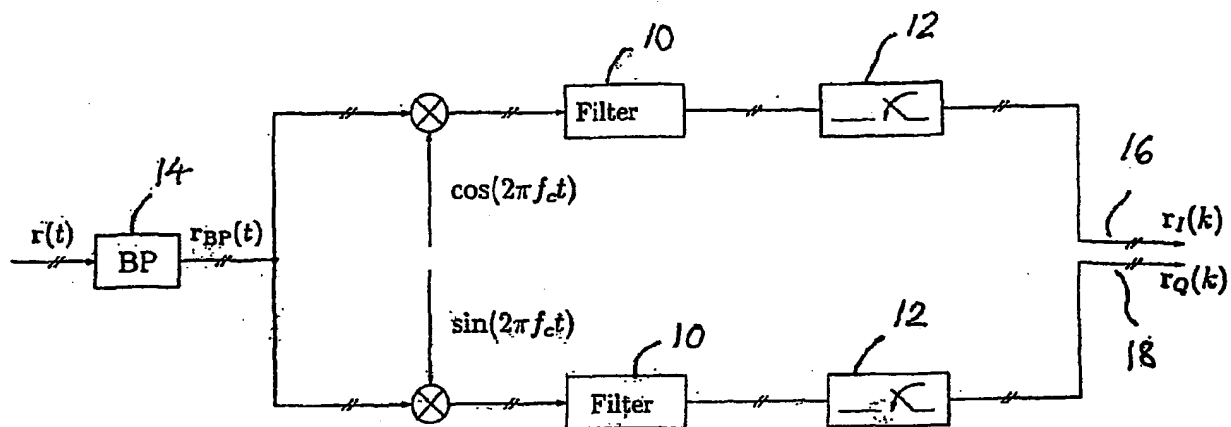 10
12
Filter
14
cos(2πf_ct)
16
r(t)
r_BP(t)
r_I(k)
BP
r_Q(k)
sin(2πf_ct)
10
12
18
Filter